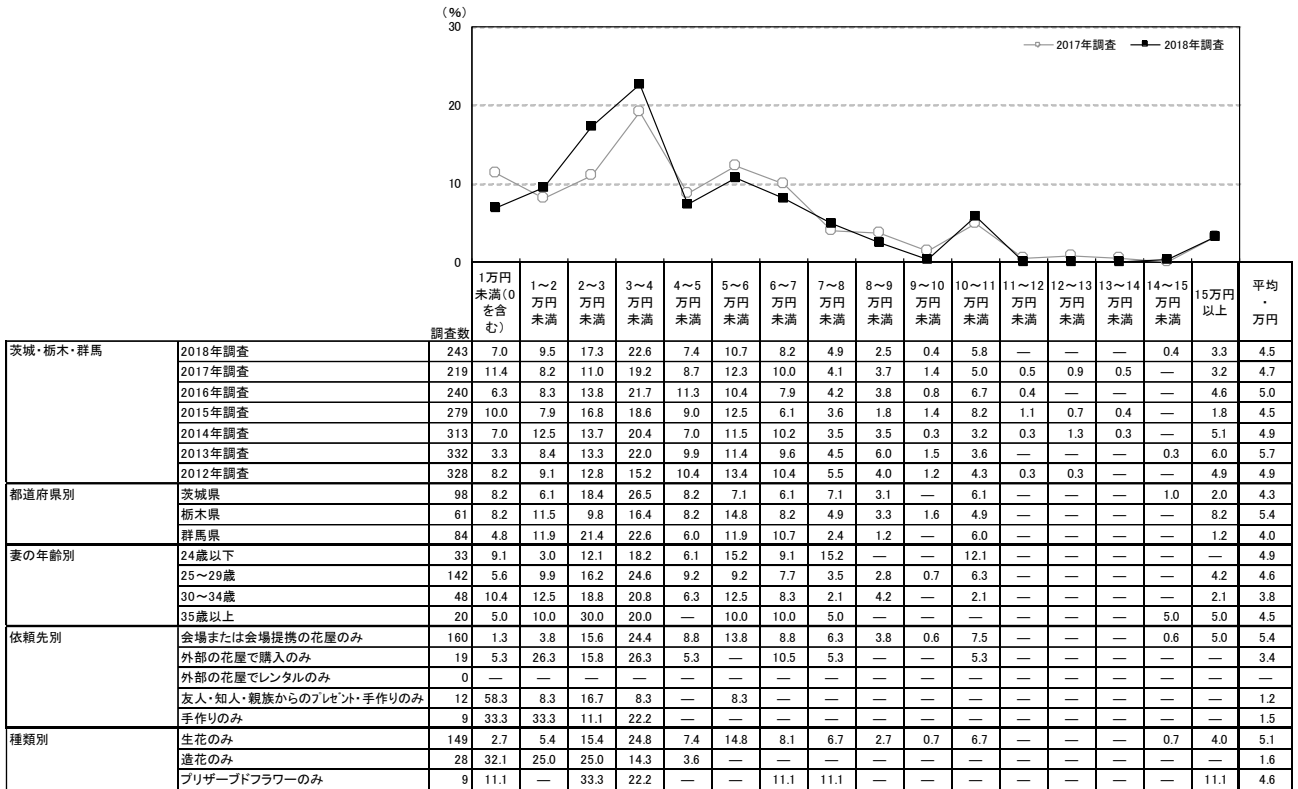 (%)
30
20
10
0
2017年調査 2018年調査
調査数 1万円未満(0を含む) 1～2万円未満 2～3万円未満 3～4万円未満 4～5万円未満 5～6万円未満 6～7万円未満 7～8万円未満 8～9万円未満 9～10万円未満 10～11万円未満 11～12万円未満 12～13万円未満 13～14万円未満 14～15万円未満 15万円以上 平均・万円
茨城・栃木・群馬 2018年調査 243 7.0 9.5 17.3 22.6 7.4 10.7 8.2 4.9 2.5 0.4 5.8 — — — 0.4 3.3 4.5
2017年調査 219 11.4 8.2 11.0 19.2 8.7 12.3 10.0 4.1 3.7 1.4 5.0 0.5 0.9 0.5 — 3.2 4.7
2016年調査 240 6.3 8.3 13.8 21.7 11.3 10.4 7.9 4.2 3.8 0.8 6.7 0.4 — — — 4.6 5.0
2015年調査 279 10.0 7.9 16.8 18.6 9.0 12.5 6.1 3.6 1.8 1.4 8.2 1.1 0.7 0.4 — 1.8 4.5
2014年調査 313 7.0 12.5 13.7 20.4 7.0 11.5 10.2 3.5 3.5 0.3 3.2 0.3 1.3 0.3 — 5.1 4.9
2013年調査 332 3.3 8.4 13.3 22.0 9.9 11.4 9.6 4.5 6.0 1.5 3.6 — — — 0.3 6.0 5.7
2012年調査 328 8.2 9.1 12.8 15.2 10.4 13.4 10.4 5.5 4.0 1.2 4.3 0.3 0.3 — — 4.9 4.9
都道府県別 茨城県 98 8.2 6.1 18.4 26.5 8.2 7.1 6.1 7.1 3.1 — 6.1 — — — 1.0 2.0 4.3
栃木県 61 8.2 11.5 9.8 16.4 8.2 14.8 8.2 4.9 3.3 1.6 4.9 — — — — 8.2 5.4
群馬県 84 4.8 11.9 21.4 22.6 6.0 11.9 10.7 2.4 1.2 — 6.0 — — — — 1.2 4.0
妻の年齢別 24歳以下 33 9.1 3.0 12.1 18.2 6.1 15.2 9.1 15.2 — — 12.1 — — — — — 4.9
25～29歳 142 5.6 9.9 16.2 24.6 9.2 9.2 7.7 3.5 2.8 0.7 6.3 — — — — 4.2 4.6
30～34歳 48 10.4 12.5 18.8 20.8 6.3 12.5 8.3 2.1 4.2 — 2.1 — — — — 2.1 3.8
35歳以上 20 5.0 10.0 30.0 20.0 — 10.0 10.0 5.0 — — — — — — 5.0 5.0 4.5
依頼先別 会場または会場提携の花屋のみ 160 1.3 3.8 15.6 24.4 8.8 13.8 8.8 6.3 3.8 0.6 7.5 — — — 0.6 5.0 5.4
外部の花屋で購入のみ 19 5.3 26.3 15.8 26.3 5.3 — 10.5 5.3 — — 5.3 — — — — — 3.4
外部の花屋でレンタルのみ 0 — — — — — — — — — — — — — — — — —
友人・知人・親族からのプレゼント・手作りのみ 12 58.3 8.3 16.7 8.3 — 8.3 — — — — — — — — — — 1.2
手作りのみ 9 33.3 33.3 11.1 22.2 — — — — — — — — — — — — 1.5
種類別 生花のみ 149 2.7 5.4 15.4 24.8 7.4 14.8 8.1 6.7 2.7 0.7 6.7 — — — 0.7 4.0 5.1
造花のみ 28 32.1 25.0 25.0 14.3 3.6 — — — — — — — — — — — 1.6
プリザーブドフラワーのみ 9 11.1 — 33.3 22.2 — — 11.1 11.1 — — — — — — — 11.1 4.6